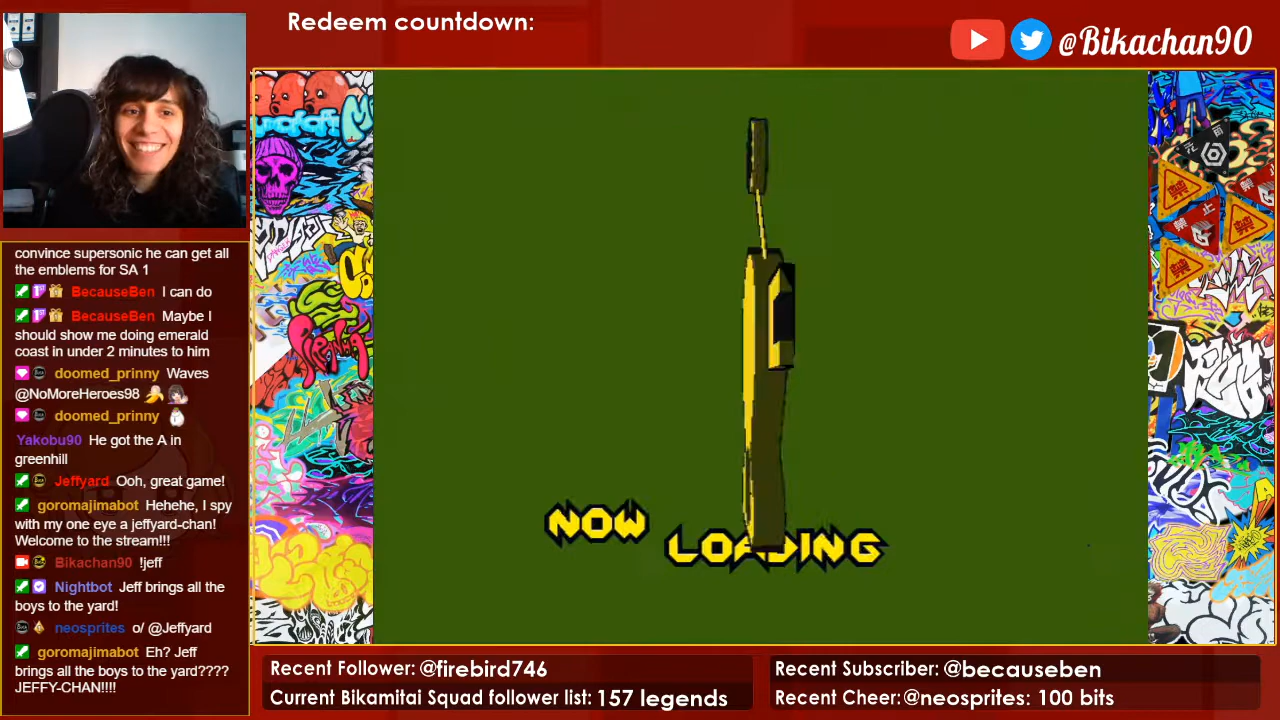 Redeem countdown:
@Bikachan90
convince supersonic he can get all
the emblems for SA 1
BecauseBen I can do
BecauseBen Maybe I
should show me doing emerald
coast in under 2 minutes to him
doomed_prinny Waves
@NoMoreHeroes98
doomed_prinny
Yakobu90 He got the A in
greenhill
Jeffyard Ooh, great game!
goromajimabot Hehehe, I spy
with my one eye a jeffyard-chan!
Welcome to the stream!!!
Bikachan90 !jeff
Nightbot Jeff brings all the
boys to the yard!
neosprites o/ @Jeffyard
goromajimabot Eh? Jeff
brings all the boys to the yard????
JEFFY-CHAN!!!!
NOW
LOADING
Recent Follower: @firebird746
Current Bikamitai Squad follower list: 157 legends
Recent Subscriber: @becauseben
Recent Cheer: @neosprites: 100 bits